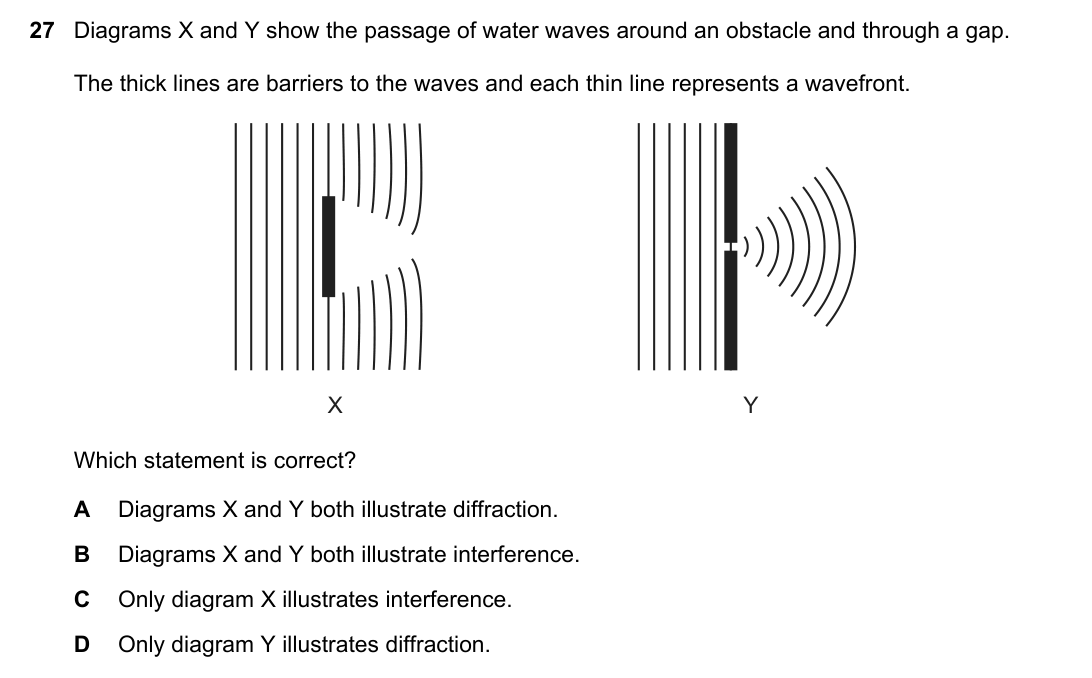 27 Diagrams X and Y show the passage of water waves around an obstacle and through a gap.
The thick lines are barriers to the waves and each thin line represents a wavefront.
X Y
Which statement is correct?
A Diagrams X and Y both illustrate diffraction.
B Diagrams X and Y both illustrate interference.
C Only diagram X illustrates interference.
D Only diagram Y illustrates diffraction.